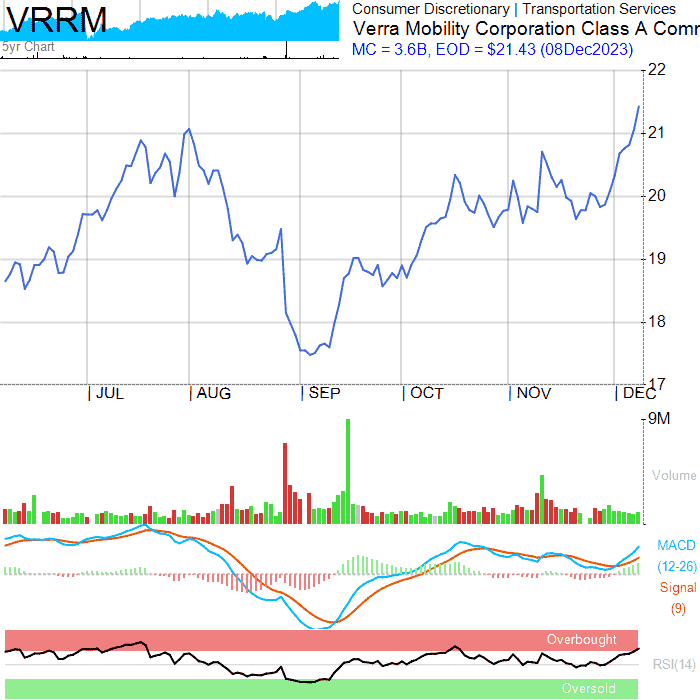 VRRM
5yr Chart
Consumer Discretionary | Transportation Services
Verra Mobility Corporation Class A Comm
MC = 3.6B, EOD = $21.43 (08Dec2023)
22
21
20
19
18
17
JUL AUG SEP OCT NOV DEC
9M
Volume
MACD
(12-26)
Signal
(9)
Overbought
RSI(14)
Oversold